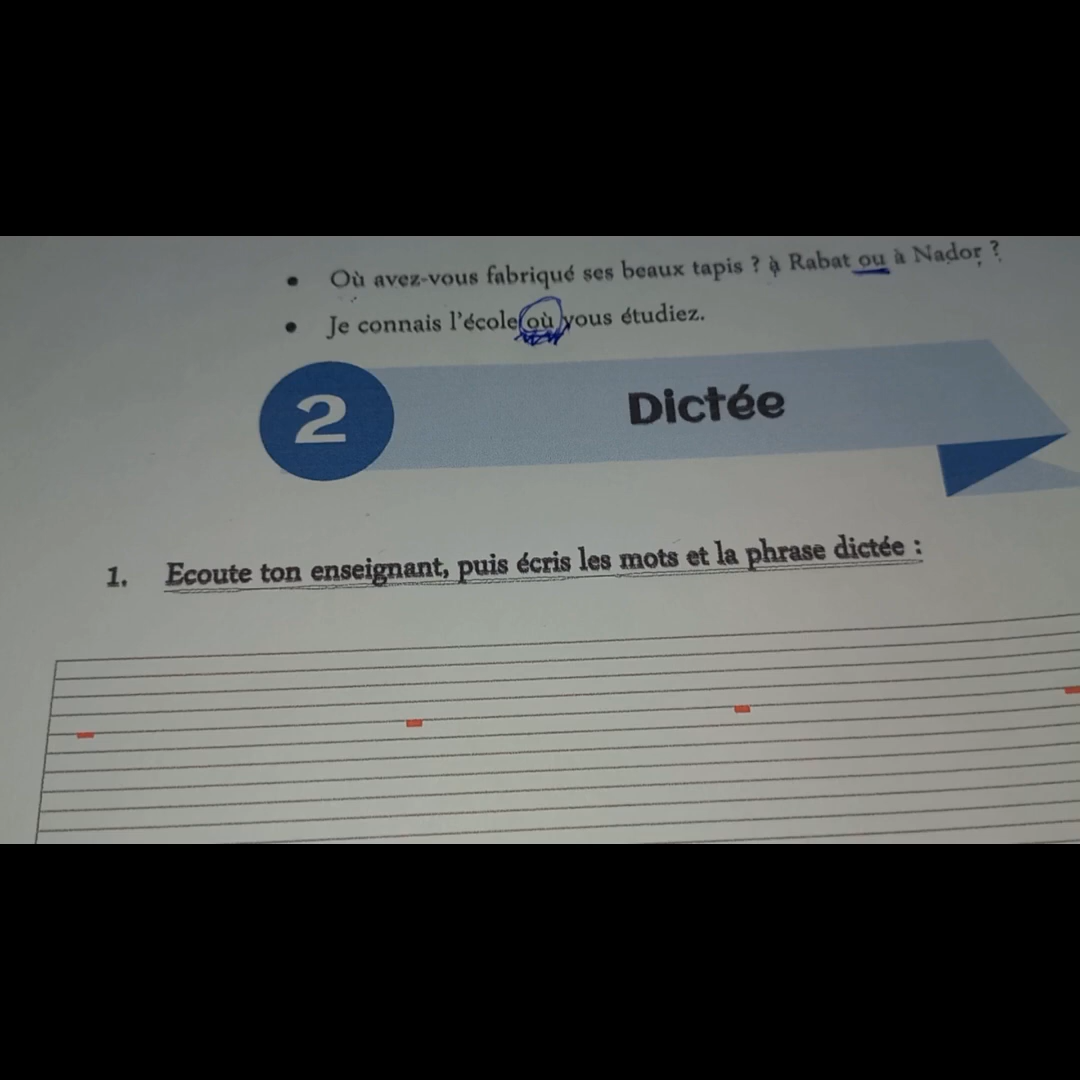 • Où avez-vous fabriqué ses beaux tapis ? à Rabat ou à Nador ?
• Je connais l'école où vous étudiez.
2 Dictée
1. Ecoute ton enseignant, puis écris les mots et la phrase dictée :